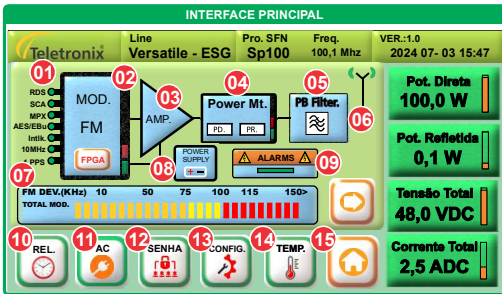 INTERFACE PRINCIPAL
Teletronix
Line
Versatile - ESG
Pro. SFN
Sp100
Freq.
100,1 Mhz
VER.:1.0
2024 07- 03 15:47
01
RDS
SCA
MPX
AES/EBu
Intlk.
10MHz
1 PPS
02
MOD.
FM
FPGA
03
AMP.
04
Power Mt.
PD.
PR.
05
PB Filter.
06
07
08
POWER
SUPPLY
ALARMS
09
FM DEV.(KHz) 10 50 75 100 115 150>
TOTAL MOD.
Pot. Direta
100,0 W
Pot. Refletida
0,1 W
Tensão Total
48,0 VDC
Corrente Total
2,5 ADC
10
REL.
11
AC
12
SENHA
13
CONFIG.
14
TEMP.
15